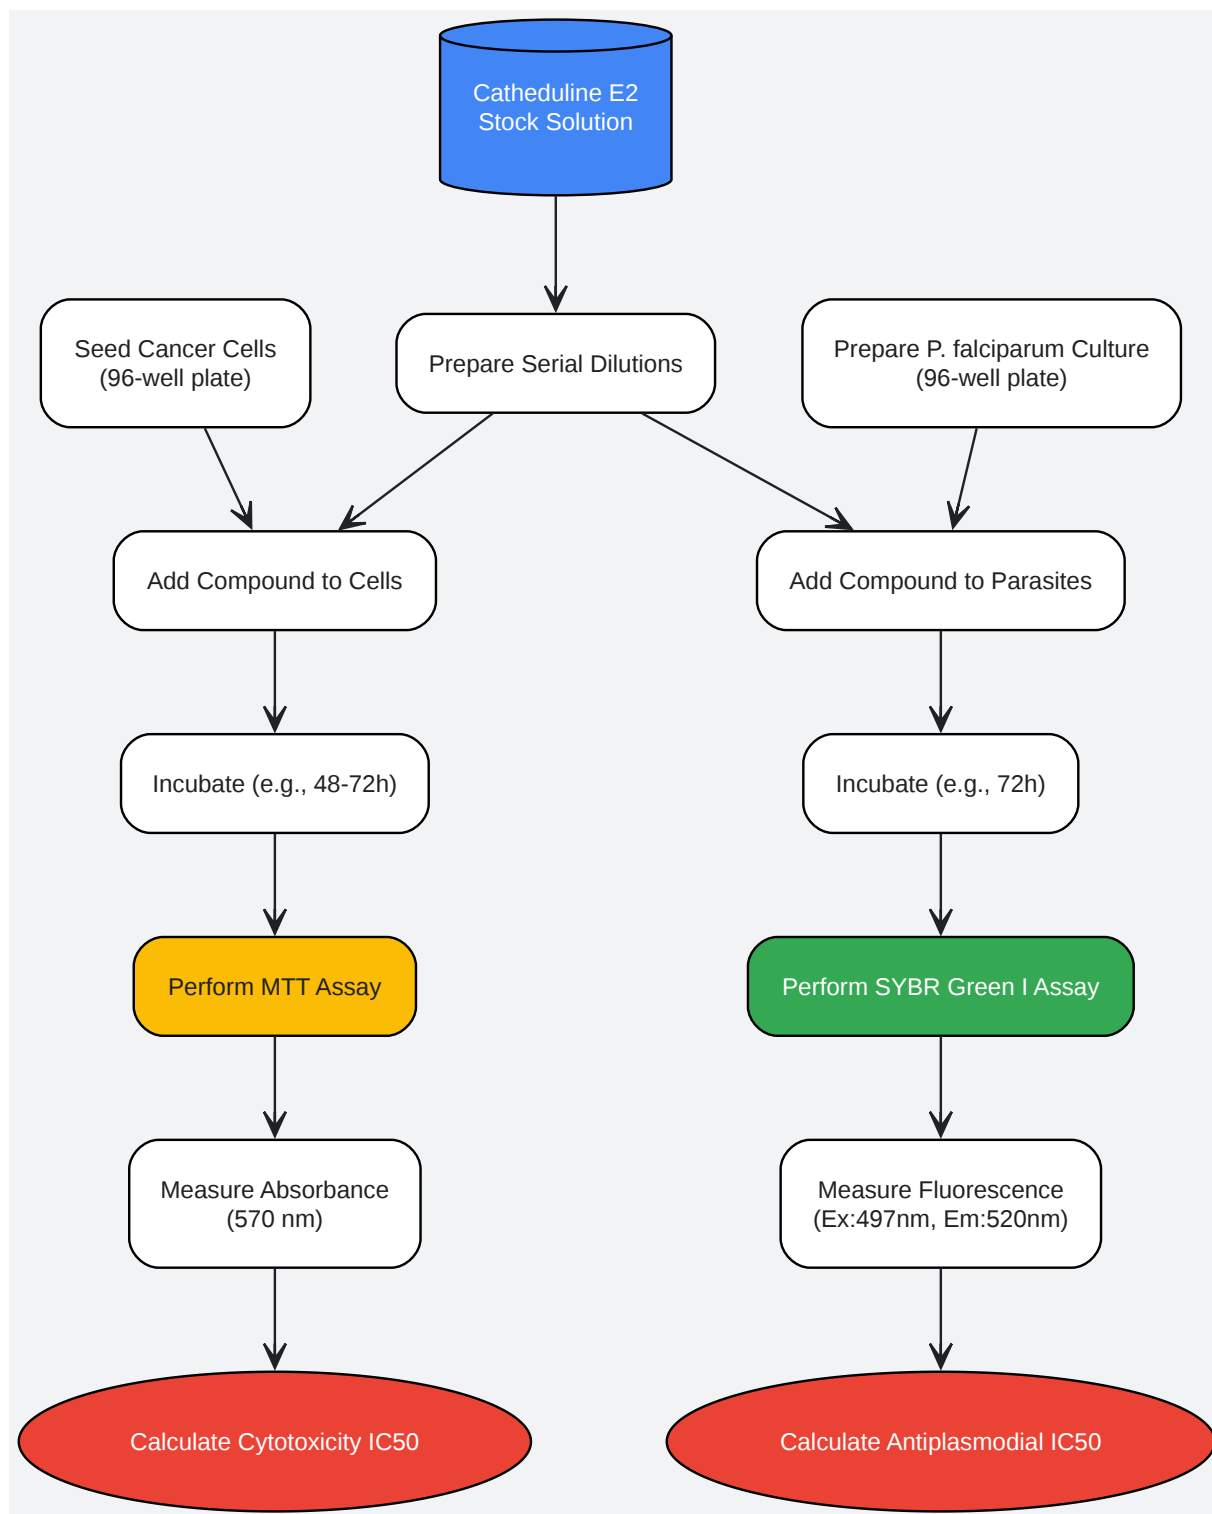 Catheduline E2
Stock Solution
Seed Cancer Cells
(96-well plate)
Prepare Serial Dilutions
Prepare P. falciparum Culture
(96-well plate)
Add Compound to Cells
Add Compound to Parasites
Incubate (e.g., 48-72h)
Incubate (e.g., 72h)
Perform MTT Assay
Perform SYBR Green I Assay
Measure Absorbance
(570 nm)
Measure Fluorescence
(Ex:497nm, Em:520nm)
Calculate Cytotoxicity IC50
Calculate Antiplasmodial IC50